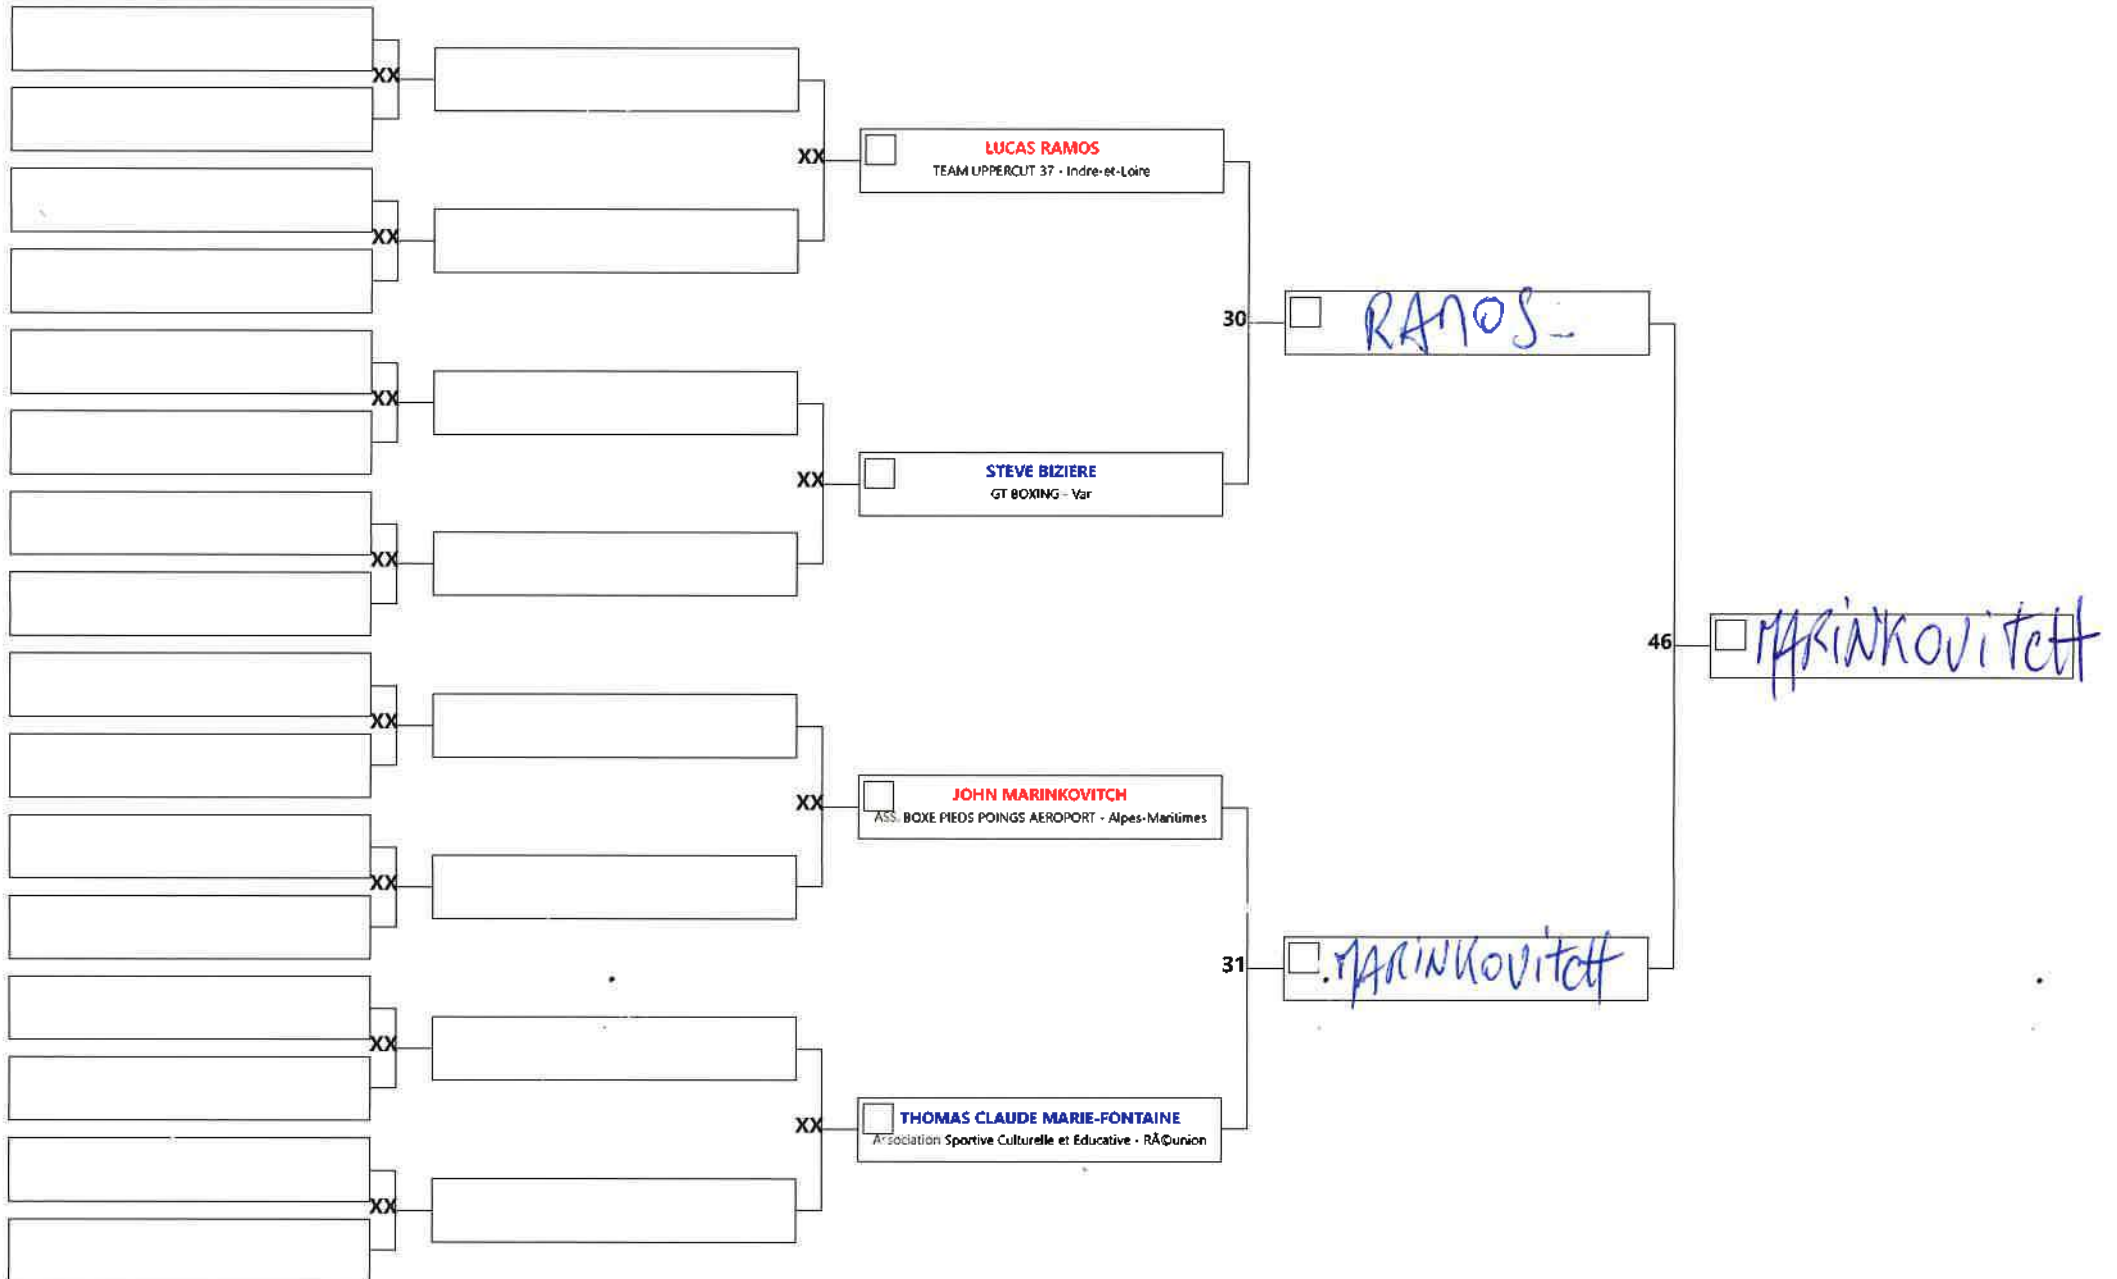 XX
XX
LUCAS RAMOS
TEAM UPPERCUT 37 - Indre-et-Loire
XX
30
RAMOS -
XX
XX
STEVE BIZIERE
GT BOXING - Var
XX
46
MARiNKOViTCH
XX
XX
JOHN MARINKOVITCH
ASS. BOXE PIEDS POINGS AEROPORT - Alpes-Maritimes
XX
31
MARiNKOViTCH
XX
XX
THOMAS CLAUDE MARIE-FONTAINE
Association Sportive Culturelle et Educative - RÃ©union
XX